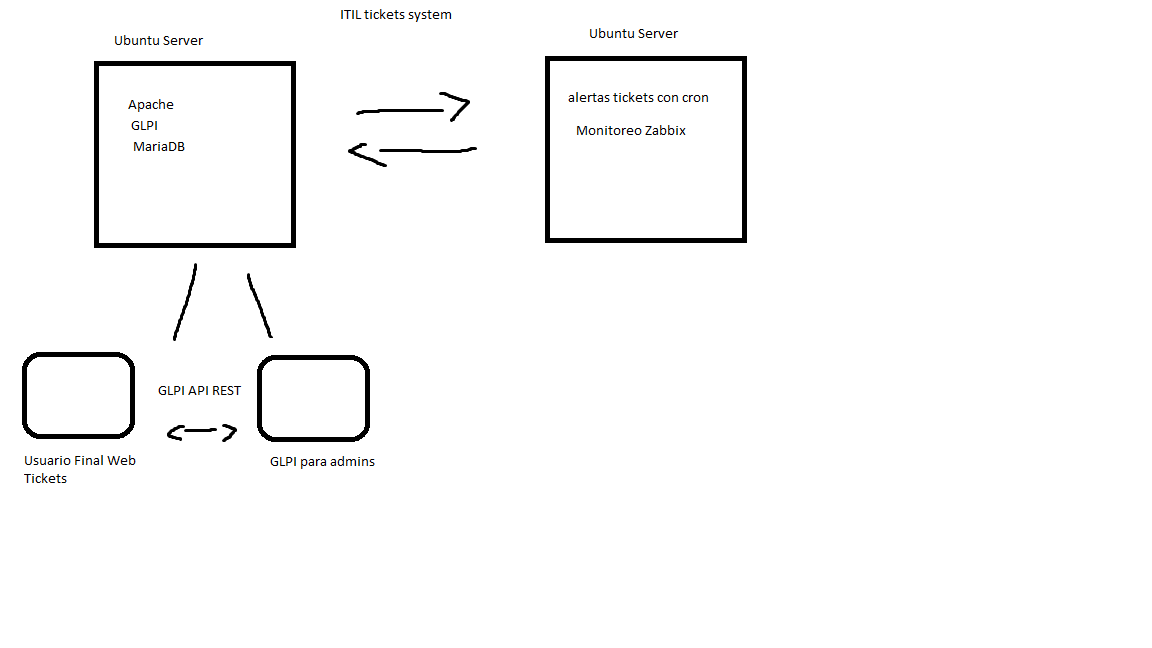 ITIL tickets system
Ubuntu Server
Ubuntu Server
Apache
GLPI
MariaDB
alertas tickets con cron
Monitoreo Zabbix
GLPI API REST
Usuario Final Web
Tickets
GLPI para admins